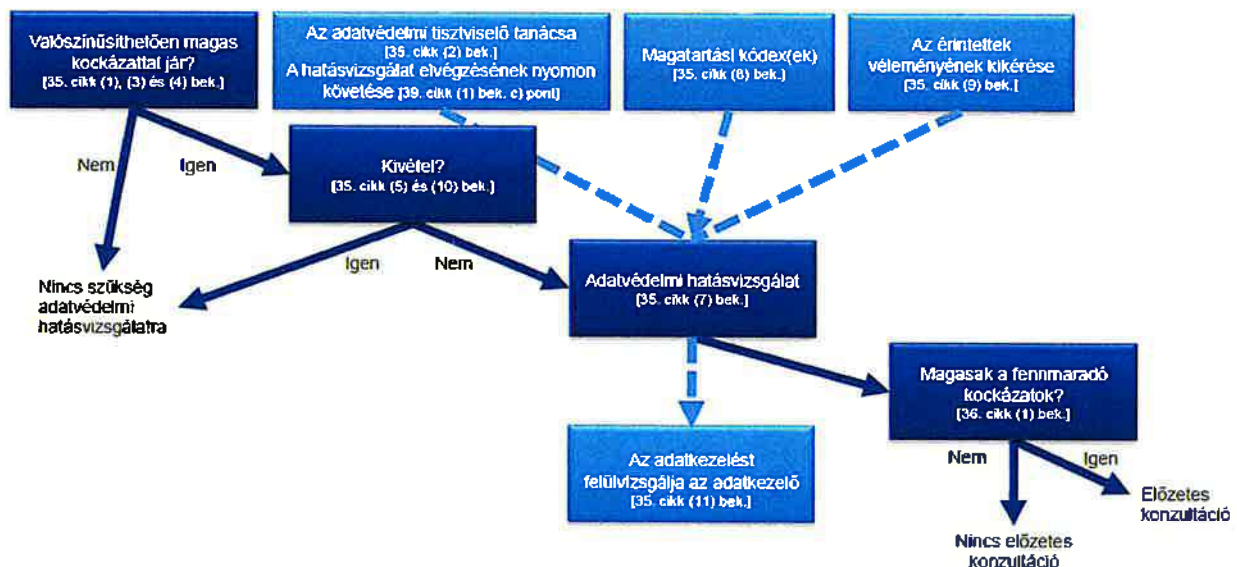 Valószínűsíthetően magas
kockázattal jár?
[35. cikk (1), (3) és (4) bek.]
Az adatvédelmi tisztviselő tanácsa
[35. cikk (2) bek.]
A hatásvizsgálat elvégzésének nyomon
követése [39. cikk (1) bek. c) pont]
Magatartási kódex(ek)
[35. cikk (8) bek.]
Az érintettek
véleményének kikérése
[35. cikk (9) bek.[
Nem
Igen
Kivétel?
[35. cikk (5) és (10) bek.]
Igen
Nem
Nincs szükség
adatvédelmi
hatásvizsgálatra
Adatvédelmi hatásvizsgálat
[35. cikk (7) bek.]
Magasak a fennmaradó
kockázatok?
[36. cikk (1) bek.]
Az adatkezelést
felülvizsgálja az adatkezelő
[35. cikk (11) bek.]
Nem
Igen
Előzetes
konzultáció
Nincs előzetes
konzultáció